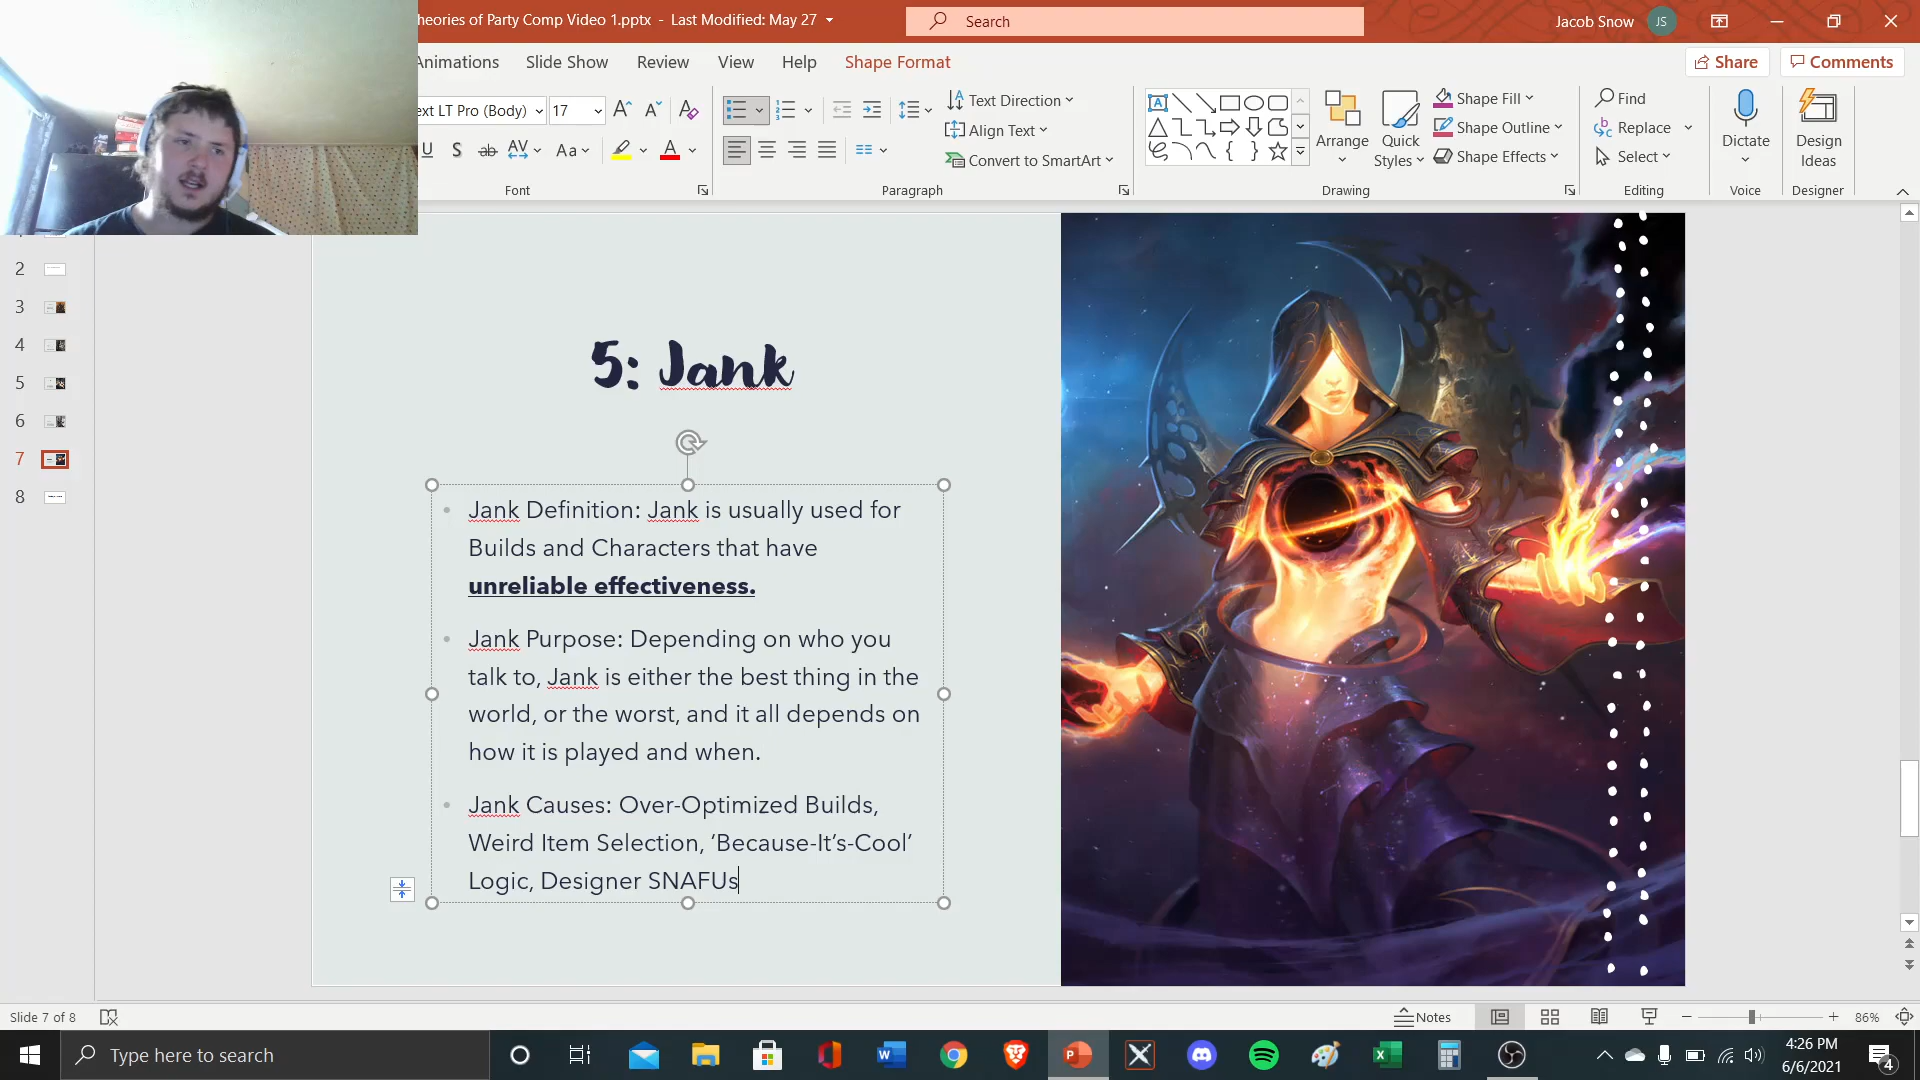 heories of Party Comp Video 1.pptx - Last Modified: May 27
Search
Jacob Snow
JS
Animations
Slide Show
Review
View
Help
Shape Format
Share
Comments
ext LT Pro (Body)
17
Text Direction
Align Text
Convert to SmartArt
Font
Paragraph
Arrange
Quick
Styles
Shape Fill
Shape Outline
Shape Effects
Drawing
Find
Replace
Select
Editing
Dictate
Voice
Design
Ideas
Designer
2
3
4
5
6
7
8
5: Jank
• Jank Definition: Jank is usually used for
Builds and Characters that have
unreliable effectiveness.
• Jank Purpose: Depending on who you
talk to, Jank is either the best thing in the
world, or the worst, and it all depends on
how it is played and when.
• Jank Causes: Over-Optimized Builds,
Weird Item Selection, ‘Because-It’s-Cool’
Logic, Designer SNAFUs
Slide 7 of 8
Notes
86%
Type here to search
4:26 PM
6/6/2021
4